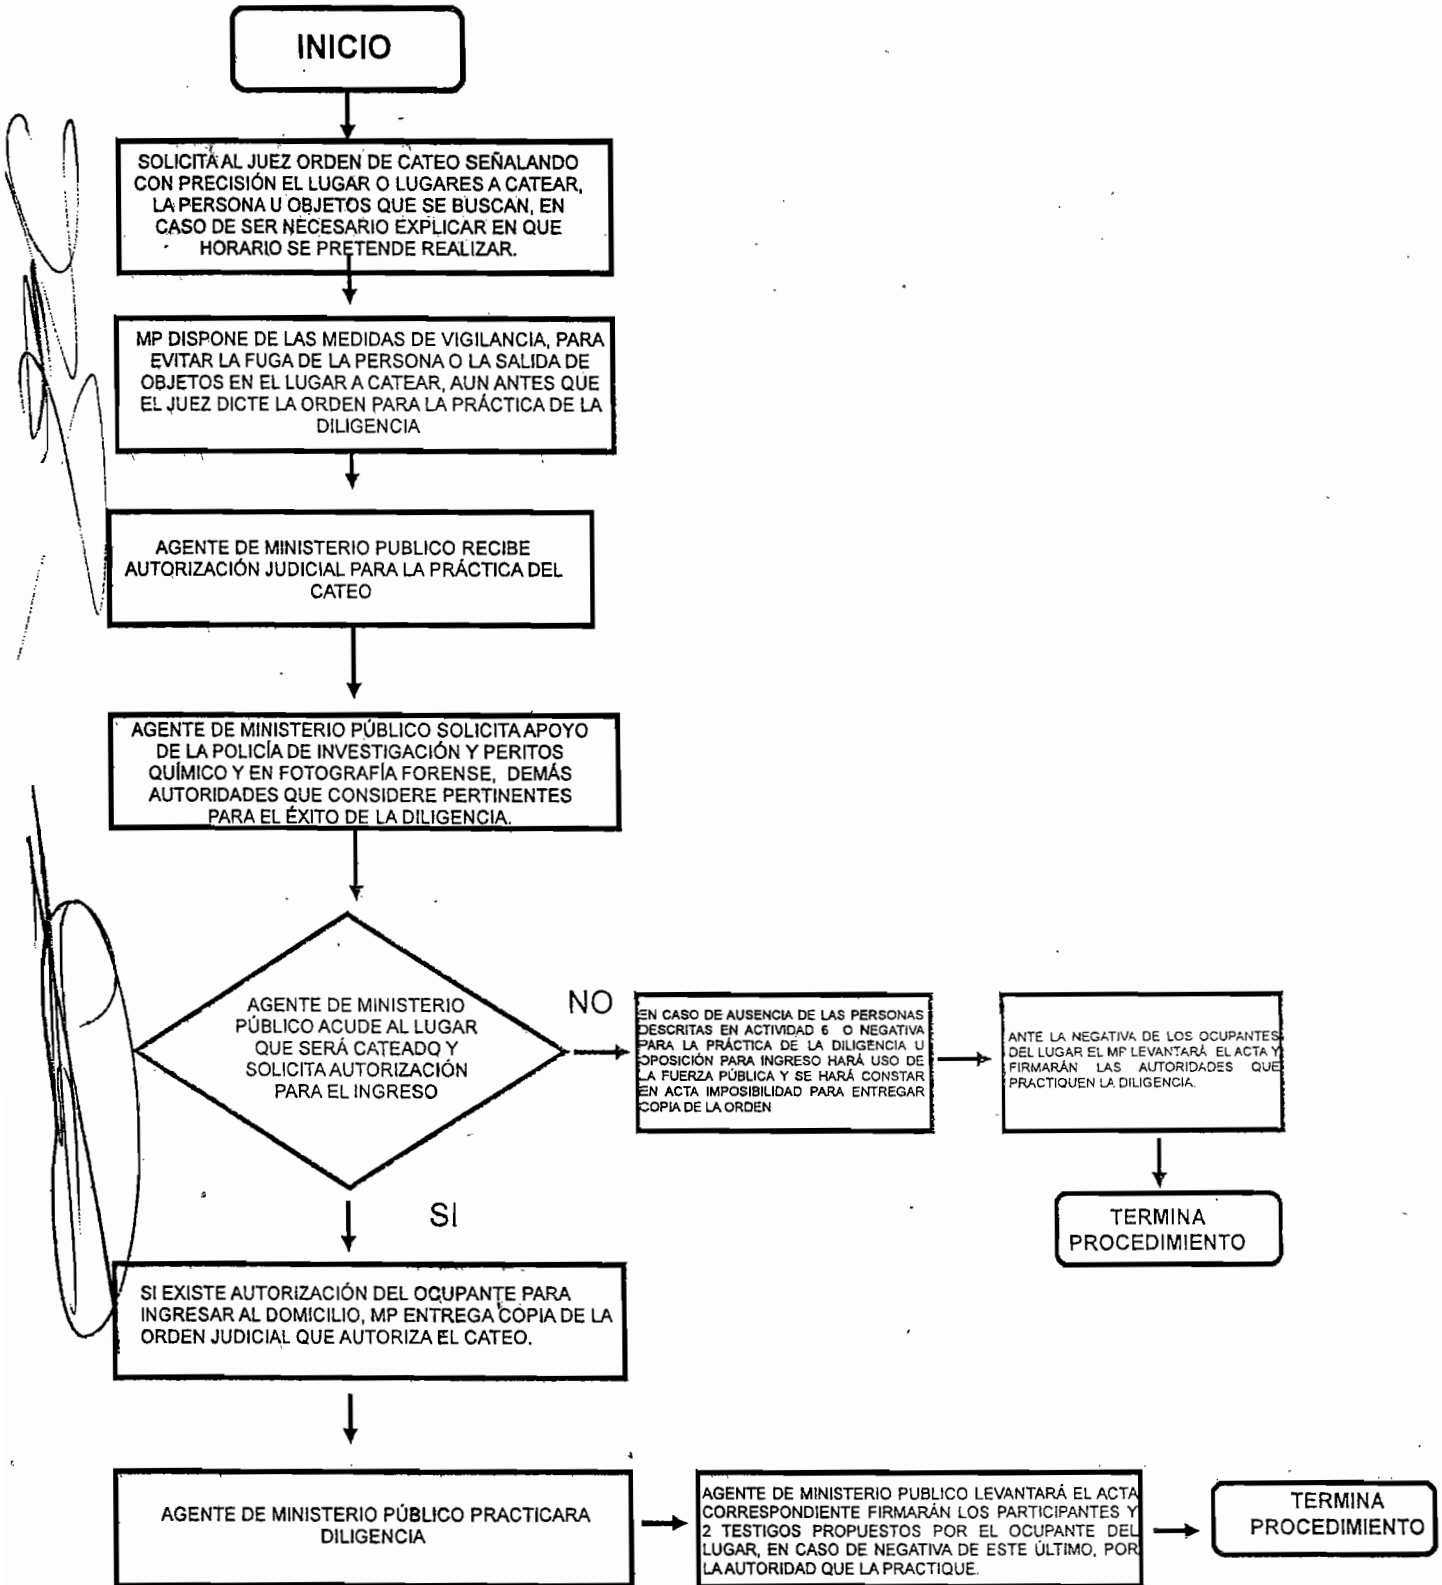 INICIO
SOLICITA AL JUEZ ORDEN DE CATEO SEÑALANDO
CON PRECISIÓN EL LUGAR O LUGARES A CATEAR,
LA PERSONA U OBJETOS QUE SE BUSCAN, EN
CASO DE SER NECESARIO EXPLICAR EN QUE
HORARIO SE PRETENDE REALIZAR.
MP DISPONE DE LAS MEDIDAS DE VIGILANCIA, PARA
EVITAR LA FUGA DE LA PERSONA O LA SALIDA DE
OBJETOS EN EL LUGAR A CATEAR, AUN ANTES QUE
EL JUEZ DICTE LA ORDEN PARA LA PRÁCTICA DE LA
DILIGENCIA
AGENTE DE MINISTERIO PUBLICO RECIBE
AUTORIZACIÓN JUDICIAL PARA LA PRÁCTICA DEL
CATEO
AGENTE DE MINISTERIO PÚBLICO SOLICITA APOYO
DE LA POLICÍA DE INVESTIGACIÓN Y PERITOS
QUÍMICO Y EN FOTOGRAFÍA FORENSE, DEMÁS
AUTORIDADES QUE CONSIDERE PERTINENTES
PARA EL ÉXITO DE LA DILIGENCIA.
AGENTE DE MINISTERIO
PÚBLICO ACUDE AL LUGAR
QUE SERÁ CATEADO Y
SOLICITA AUTORIZACIÓN
PARA EL INGRESO
NO
EN CASO DE AUSENCIA DE LAS PERSONAS
DESCRITAS EN ACTIVIDAD 6 O NEGATIVA
PARA LA PRÁCTICA DE LA DILIGENCIA U
OPOSICIÓN PARA INGRESO HARÁ USO DE
LA FUERZA PÚBLICA Y SE HARÁ CONSTAR
EN ACTA IMPOSIBILIDAD PARA ENTREGAR
COPIA DE LA ORDEN
ANTE LA NEGATIVA DE LOS OCUPANTES
DEL LUGAR EL MP LEVANTARÁ EL ACTA Y
FIRMARÁN LAS AUTORIDADES QUE
PRACTIQUEN LA DILIGENCIA.
TERMINA
PROCEDIMIENTO
SI
SI EXISTE AUTORIZACIÓN DEL OCUPANTE PARA
INGRESAR AL DOMICILIO, MP ENTREGA COPIA DE LA
ORDEN JUDICIAL QUE AUTORIZA EL CATEO.
AGENTE DE MINISTERIO PÚBLICO PRACTICARA
DILIGENCIA
AGENTE DE MINISTERIO PUBLICO LEVANTARÁ EL ACTA
CORRESPONDIENTE FIRMARÁN LOS PARTICIPANTES Y
2 TESTIGOS PROPUESTOS POR EL OCUPANTE DEL
LUGAR, EN CASO DE NEGATIVA DE ESTE ÚLTIMO, POR
LA AUTORIDAD QUE LA PRACTIQUE.
TERMINA
PROCEDIMIENTO